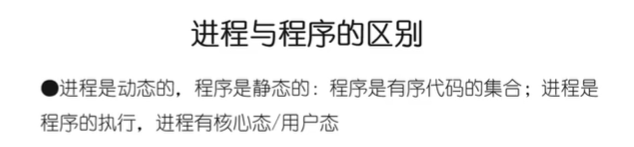 进程与程序的区别
●进程是动态的，程序是静态的：程序是有序代码的集合；进程是
程序的执行，进程有核心态/用户态